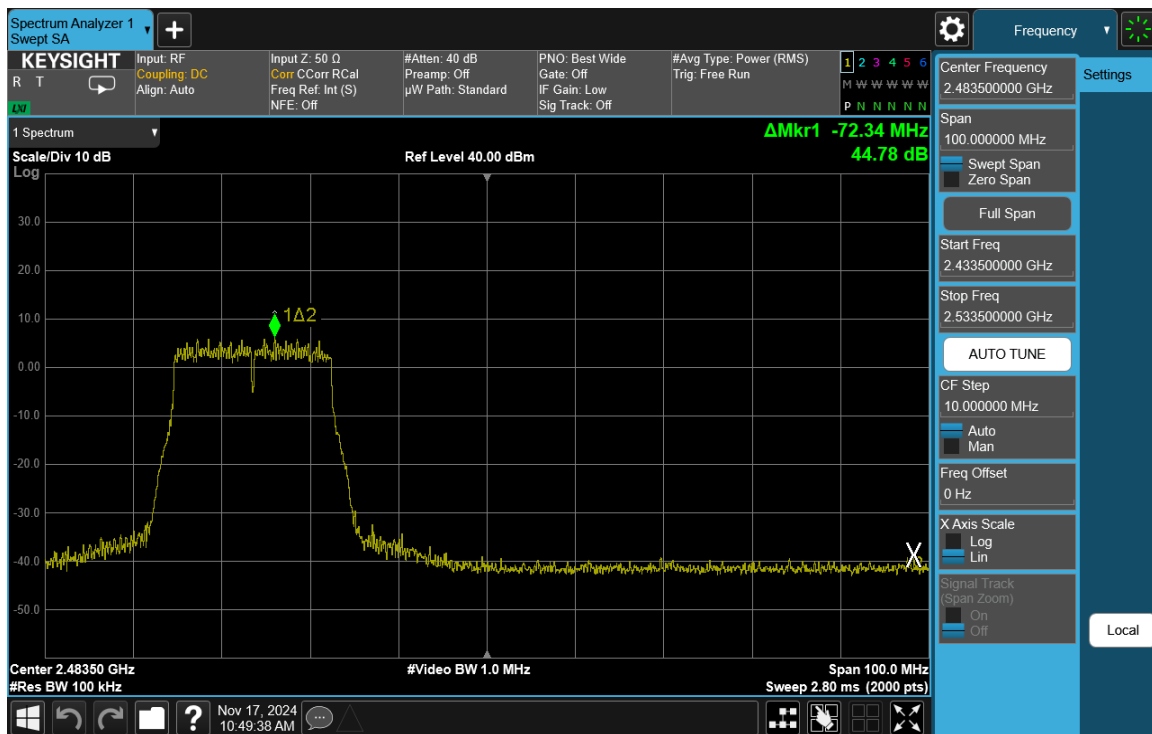 Spectrum Analyzer 1
Swept SA
Frequency
KEYSIGHT
R T
LXI
Input: RF
Coupling: DC
Align: Auto
Input Z: 50 Ω
Corr CCorr RCal
Freq Ref: Int (S)
NFE: Off
#Atten: 40 dB
Preamp: Off
µW Path: Standard
PNO: Best Wide
Gate: Off
IF Gain: Low
Sig Track: Off
#Avg Type: Power (RMS)
Trig: Free Run
1 2 3 4 5 6
M W W W W W
P N N N N N
1 Spectrum
Scale/Div 10 dB
Log
Ref Level 40.00 dBm
ΔMkr1 -72.34 MHz
44.78 dB
30.0
20.0
10.0
0.00
-10.0
-20.0
-30.0
-40.0
-50.0
1Δ2
X
Center 2.48350 GHz
#Res BW 100 kHz
#Video BW 1.0 MHz
Span 100.0 MHz
Sweep 2.80 ms (2000 pts)
Center Frequency
2.483500000 GHz
Span
100.000000 MHz
Swept Span
Zero Span
Full Span
Start Freq
2.433500000 GHz
Stop Freq
2.533500000 GHz
AUTO TUNE
CF Step
10.000000 MHz
Auto
Man
Freq Offset
0 Hz
X Axis Scale
Log
Lin
Signal Track
(Span Zoom)
On
Off
Settings
Local
?
Nov 17, 2024
10:49:38 AM